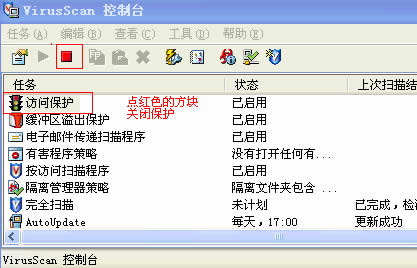 VirusScan 控制台
任务(A) 编辑(E) 查看(C) 工具(D) 帮助(E)
任务 状态 上次扫描结
访问保护 已启用
点红色的方块
关闭保护
缓冲区溢出保护 已启用
电子邮件传递扫描程序 已启用
有害程序策略 没有打开任何有...
按访问扫描程序 已启用
隔离管理器策略 隔离文件夹包含 ...
完全扫描 未计划 已完成，检
AutoUpdate 每天，17:00 更新成功
VirusScan 控制台